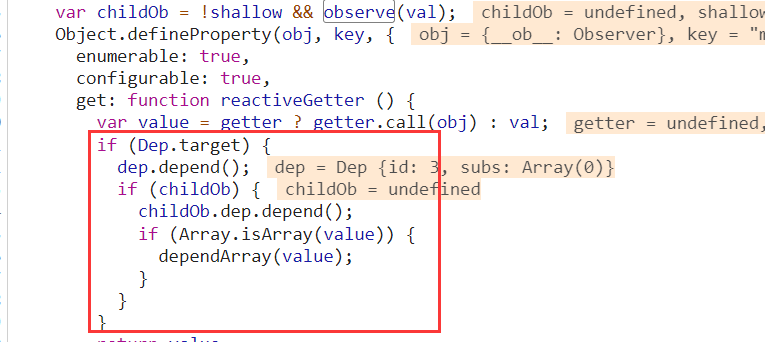 var childOb = !shallow && observe(val); childOb = undefined, shallow
Object.defineProperty(obj, key, { obj = {__ob__: Observer}, key = "m
enumerable: true,
configurable: true,
get: function reactiveGetter () {
var value = getter ? getter.call(obj) : val; getter = undefined,
if (Dep.target) {
dep.depend(); dep = Dep {id: 3, subs: Array(0)}
if (childOb) { childOb = undefined
childOb.dep.depend();
if (Array.isArray(value)) {
dependArray(value);
}
}
}
return value